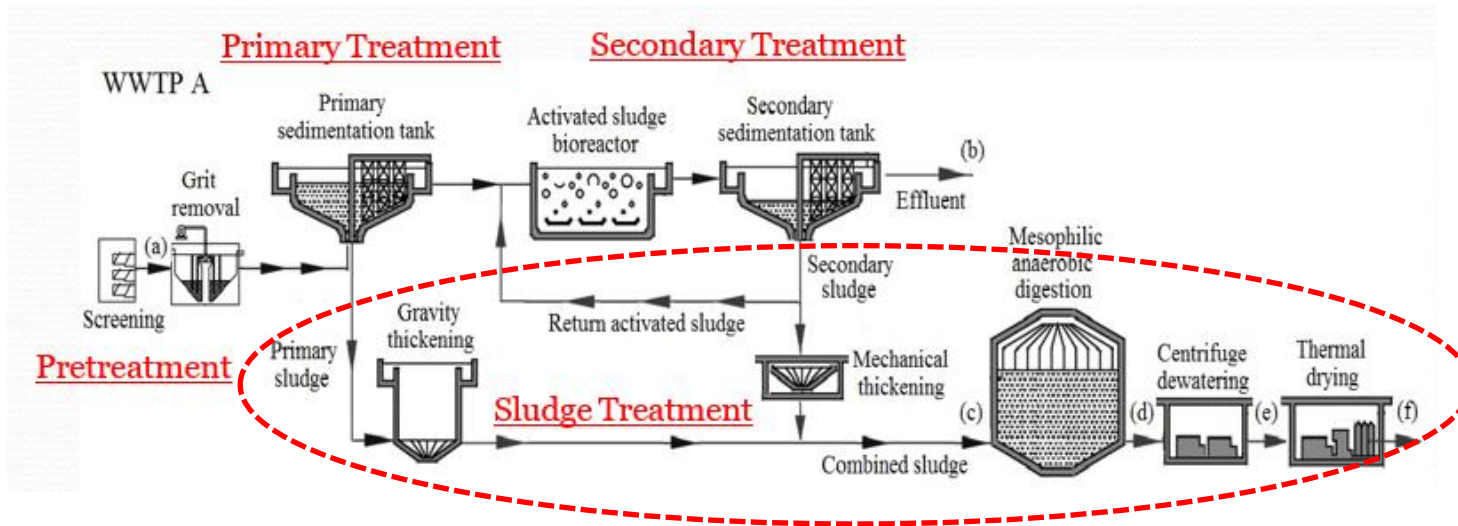 Primary Treatment
Secondary Treatment
WWTP A
Primary
sedimentation tank
Activated sludge
bioreactor
Secondary
sedimentation tank
(b)
Effluent
Grit
removal
(a)
Screening
Pretreatment
Primary
sludge
Gravity
thickening
Return activated sludge
Secondary
sludge
Mechanical
thickening
Sludge Treatment
Combined sludge
(c)
Mesophilic
anaerobic
digestion
(d)
Centrifuge
dewatering
(e)
Thermal
drying
(f)